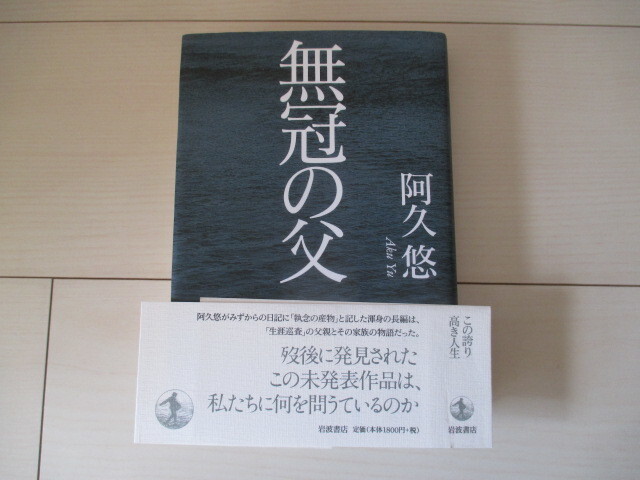 無冠の父
阿久悠
Aku Yu
阿久悠がみずからの日記に「執念の産物」と記した渾身の長編は、
「生涯巡査」の父親とその家族の物語だった。
歿後に発見された
この未発表作品は、
私たちに何を問うているのか
岩波書店 定価(本体1800円+税)
この誇り
高き人生
岩波書店